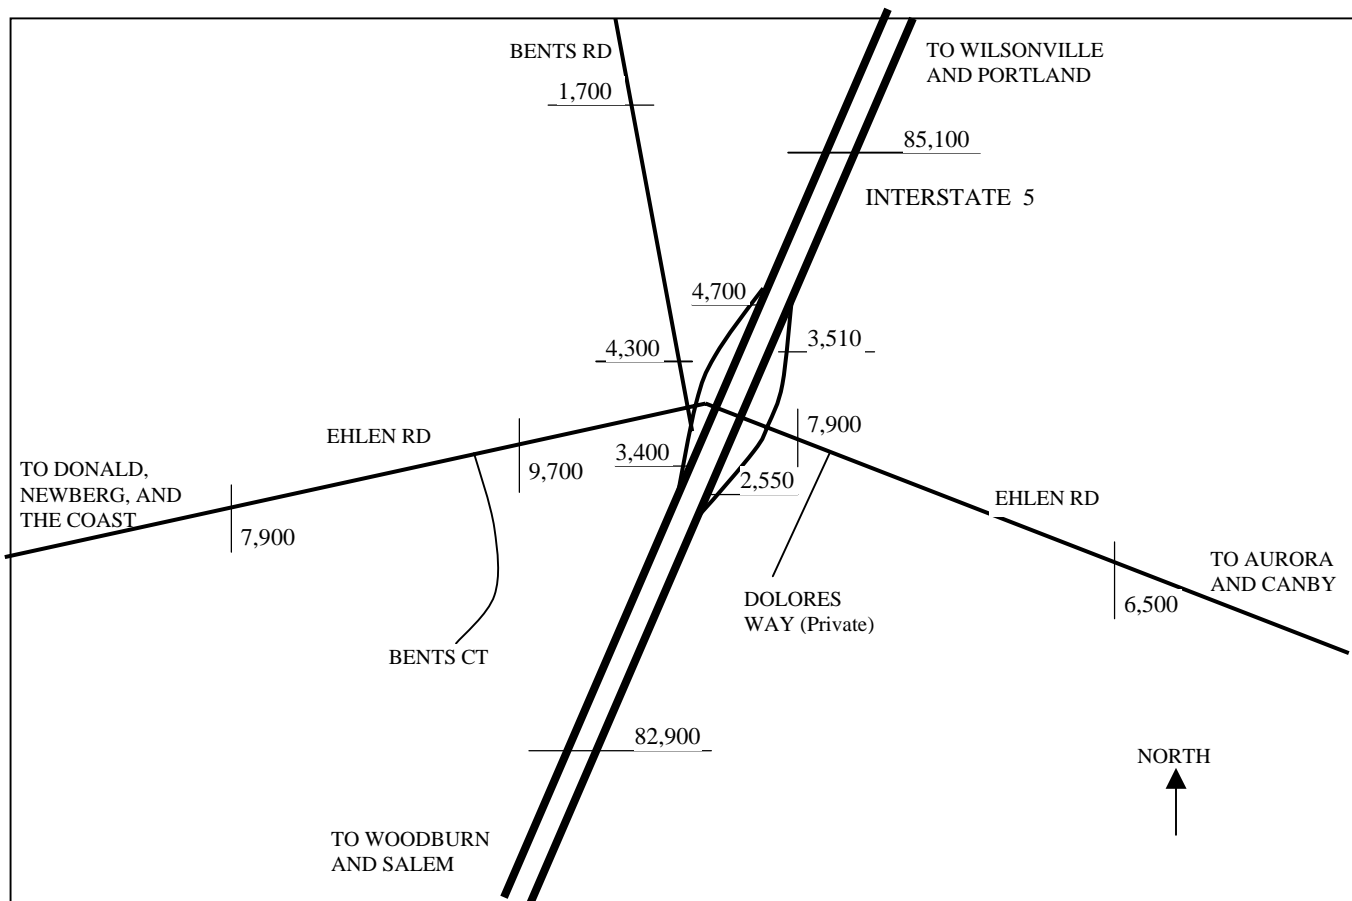 BENTS RD
TO WILSONVILLE
AND PORTLAND
1,700
85,100
INTERSTATE 5
4,700
3,510
4,300
7,900
EHLEN RD
3,400
9,700
2,550
TO DONALD,
NEWBERG, AND
THE COAST
7,900
EHLEN RD
TO AURORA
AND CANBY
6,500
DOLORES
WAY (Private)
BENTS CT
82,900
NORTH
TO WOODBURN
AND SALEM